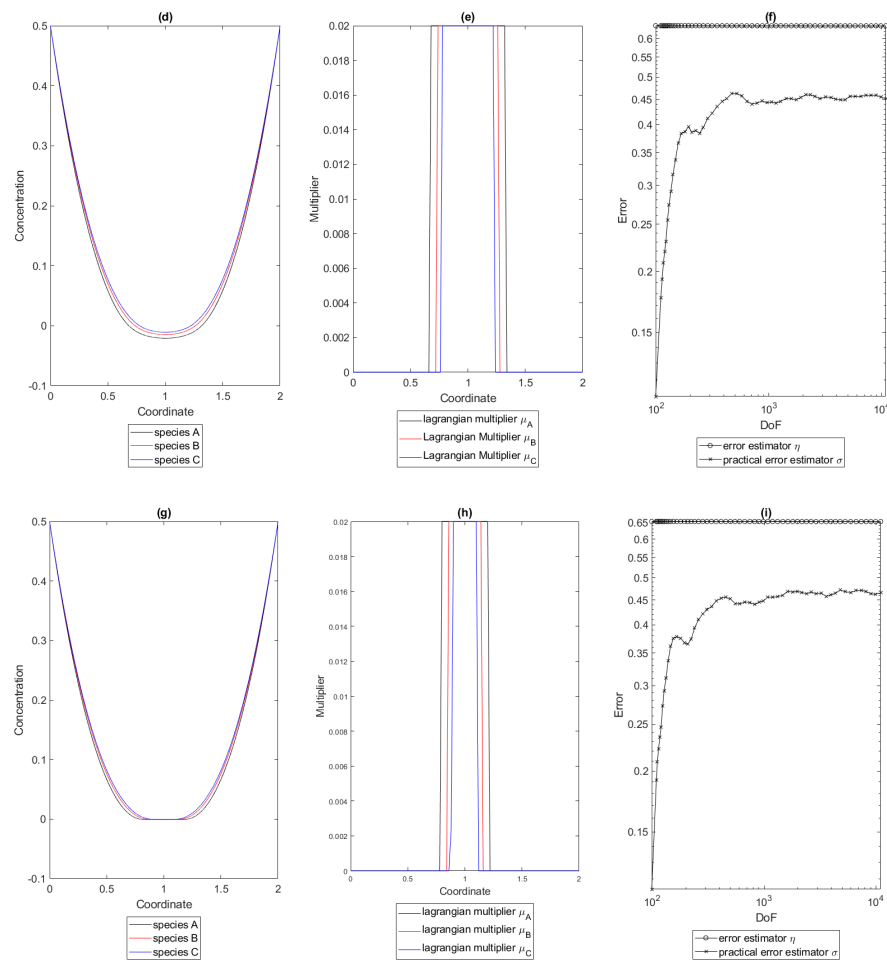 (d)
0.5
0.4
0.3
0.2
0.1
0
-0.1
Concentration
0 0.5 1 1.5 2
Coordinate
species A
species B
species C
(e)
0.02
0.018
0.016
0.014
0.012
0.01
0.008
0.006
0.004
0.002
0
Multiplier
0 0.5 1 1.5 2
Coordinate
lagrangian multiplier μA
Lagrangian Multiplier μB
Lagrangian Multiplier μC
(f)
0.6
0.55
0.5
0.45
0.4
0.35
0.3
0.25
0.2
0.15
Error
10² 10³ 10⁴
DoF
error estimator η
practical error estimator σ
(g)
0.5
0.4
0.3
0.2
0.1
0
-0.1
Concentration
0 0.5 1 1.5 2
Coordinate
species A
species B
species C
(h)
0.02
0.018
0.016
0.014
0.012
0.01
0.008
0.006
0.004
0.002
0
Multiplier
0 0.5 1 1.5 2
Coordinate
lagrangian multiplier μA
lagrangian multiplier μB
lagrangian multiplier μC
(i)
0.65
0.6
0.55
0.5
0.45
0.4
0.35
0.3
0.25
0.2
0.15
Error
10² 10³ 10⁴
DoF
error estimator η
practical error estimator σ